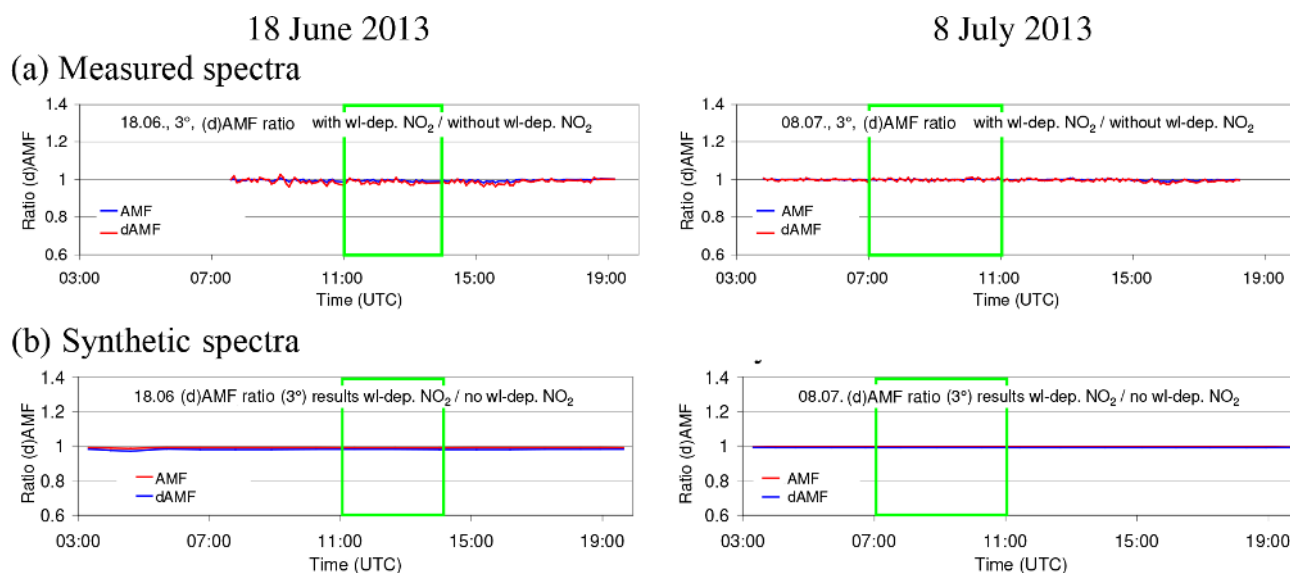 18 June 2013
8 July 2013
(a) Measured spectra
1.4
1.2
1
0.8
0.6
Ratio (d)AMF
18.06., 3°, (d)AMF ratio with wl-dep. NO₂ / without wl-dep. NO₂
AMF
dAMF
03:00 07:00 11:00 15:00 19:00
Time (UTC)
1.4
1.2
1
0.8
0.6
Ratio (d)AMF
08.07., 3°, (d)AMF ratio with wl-dep. NO₂ / without wl-dep. NO₂
AMF
dAMF
03:00 07:00 11:00 15:00 19:00
Time (UTC)
(b) Synthetic spectra
1.4
1.2
1
0.8
0.6
Ratio (d)AMF
18.06 (d)AMF ratio (3°) results wl-dep. NO₂ / no wl-dep. NO₂
AMF
dAMF
03:00 07:00 11:00 15:00 19:00
Time (UTC)
1.4
1.2
1
0.8
0.6
Ratio (d)AMF
08.07. (d)AMF ratio (3°) results wl-dep. NO₂ / no wl-dep. NO₂
AMF
dAMF
03:00 07:00 11:00 15:00 19:00
Time (UTC)